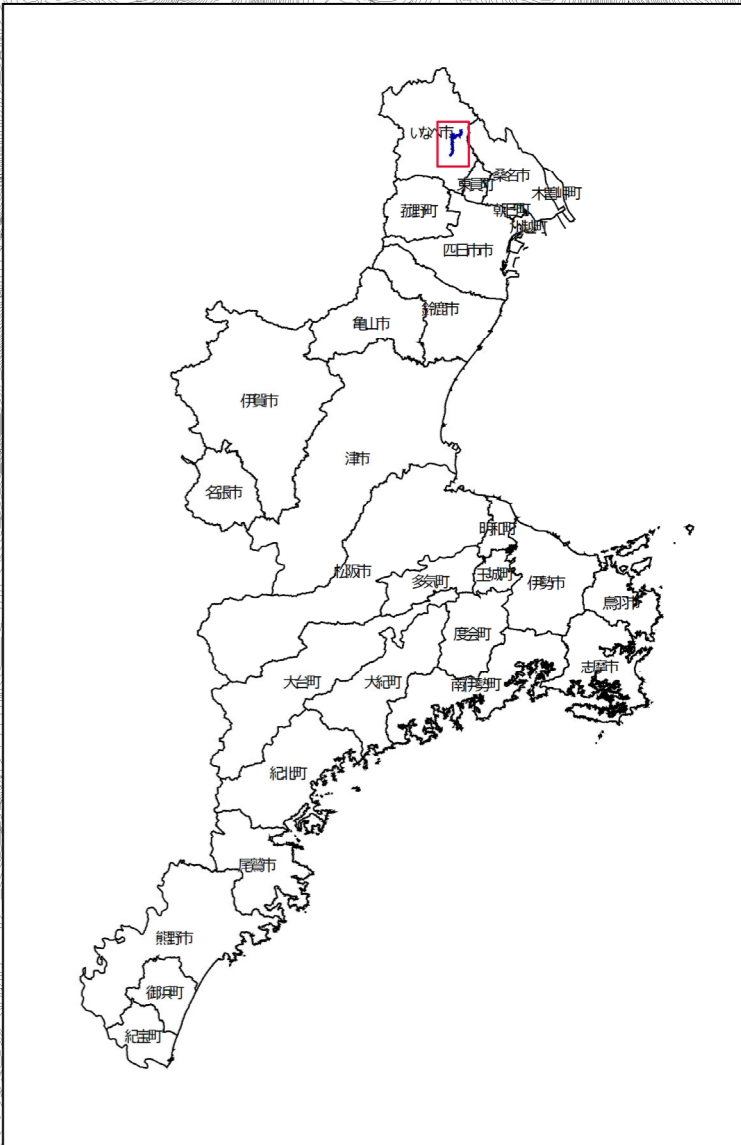 いなべ市
桑名市
東員町
木曽岬町
菰野町
朝日町
川越町
四日市市
鈴鹿市
亀山市
伊賀市
津市
名張市
明和町
松阪市
多気町
玉城町
伊勢市
鳥羽市
度会町
志摩市
大台町
大紀町
南伊勢町
紀北町
尾鷲市
熊野市
御浜町
紀宝町